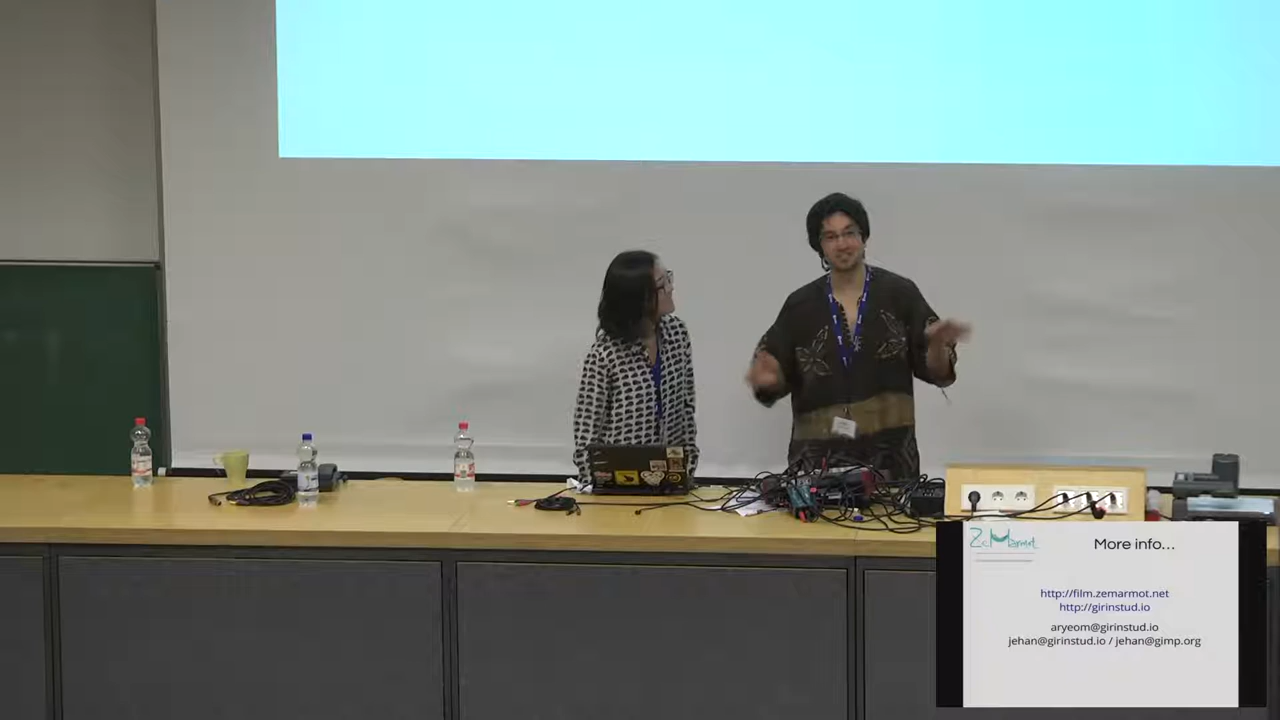 ZeMarmot
More info...
http://film.zemarmot.net
http://girinstud.io
aryeom@girinstud.io
jehan@girinstud.io / jehan@gimp.org